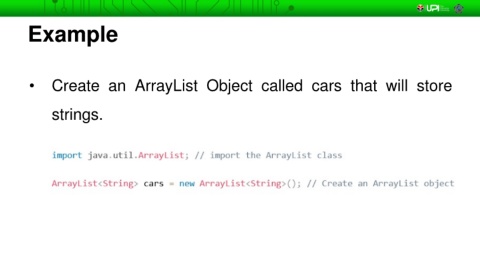 UPI
Example
• Create an ArrayList Object called cars that will store
strings.
import java.util.ArrayList; // import the ArrayList class
ArrayList<String> cars = new ArrayList<String>(); // Create an ArrayList object